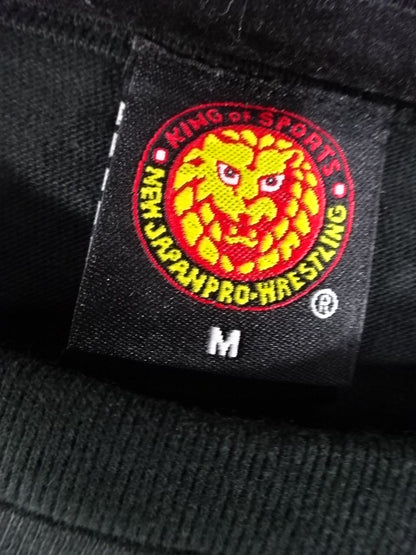 KING OF SPORTS
NEW JAPAN PRO-WRESTLING
®
M